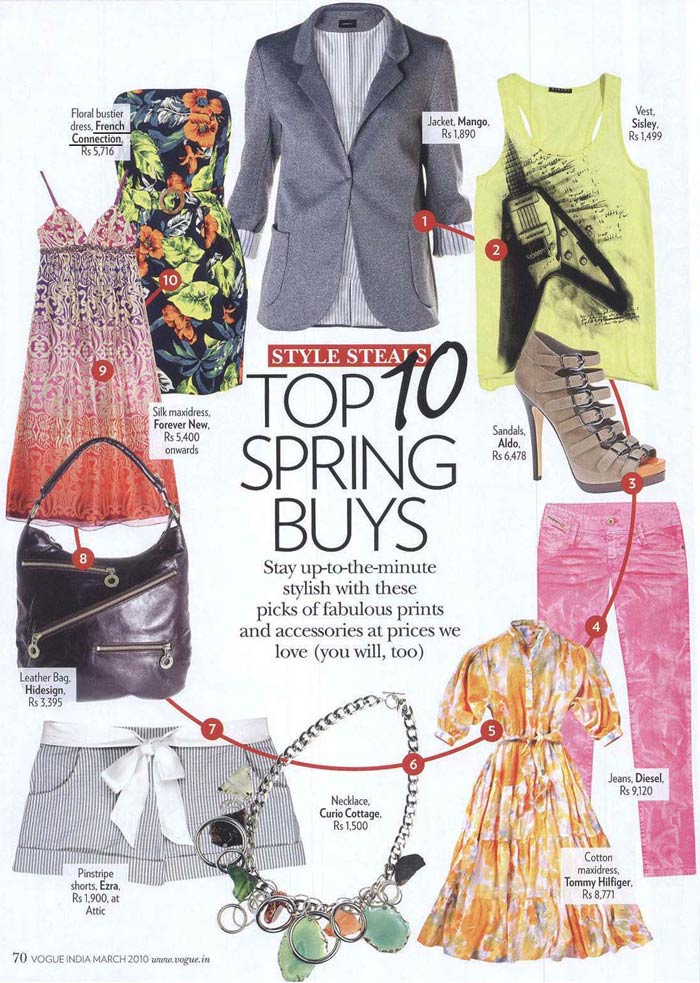 Floral bustier
dress, French
Connection,
Rs 5,716
Jacket, Mango,
Rs 1,890
Vest,
Sisley,
Rs 1,499
1
2
10
9
STYLE STEALS
TOP 10
SPRING
BUYS
Stay up-to-the-minute
stylish with these
picks of fabulous prints
and accessories at prices we
love (you will, too)
Silk maxidress,
Forever New,
Rs 5,400
onwards
Sandals,
Aldo,
Rs 6,478
3
8
4
Leather Bag,
Hidesign,
Rs 3,395
7
5
6
Jeans, Diesel,
Rs 9,120
Necklace,
Curio Cottage,
Rs 1,500
Cotton
maxidress,
Tommy Hilfiger,
Rs 8,771
Pinstripe
shorts, Ezra,
Rs 1,900, at
Attic
70 VOGUE INDIA MARCH 2010 www.vogue.in